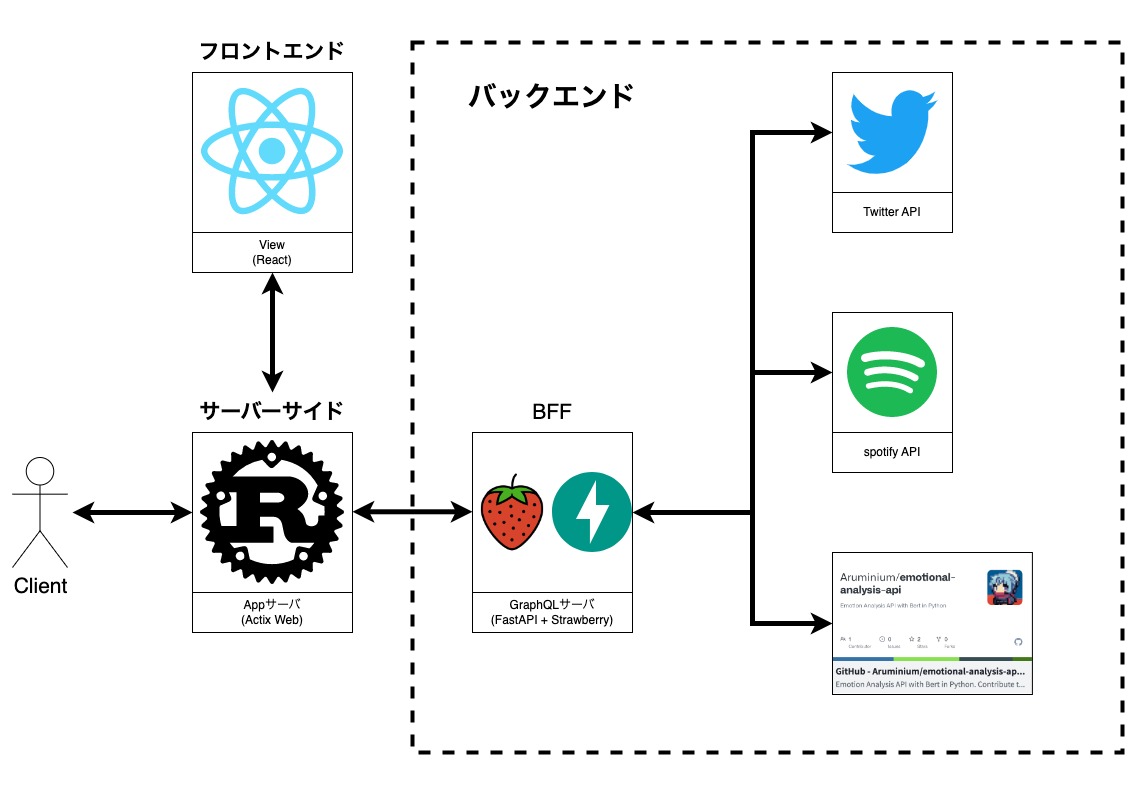 フロントエンド
View
(React)
サーバーサイド
Appサーバ
(Actix Web)
Client
バックエンド
BFF
GraphQLサーバ
(FastAPI + Strawberry)
Twitter API
spotify API
Aruminium/emotional-
analysis-api
Emotion Analysis API with Bert in Python
1
Contributor
0
Issues
2
Stars
0
Forks
GitHub - Aruminium/emotional-analysis-ap...
Emotion Analysis API with Bert in Python. Contribute t...